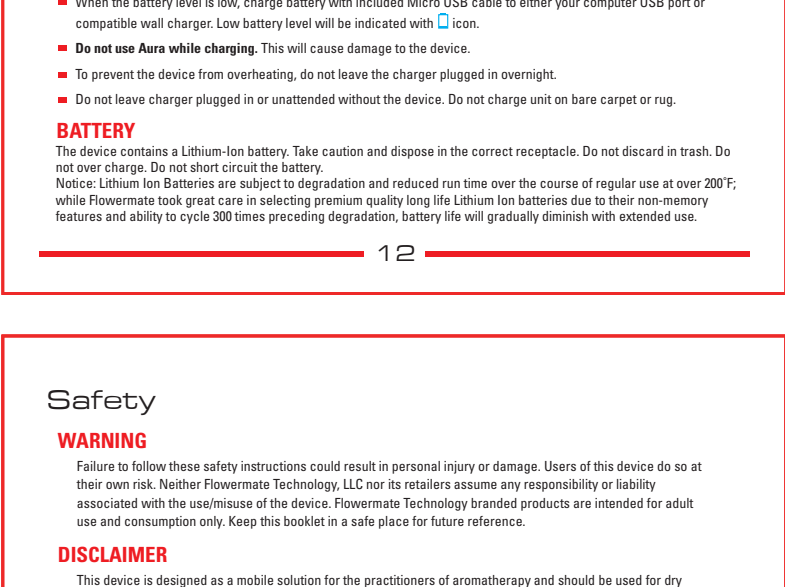 When the battery level is low, charge battery with included Micro USB cable to either your computer USB port or
compatible wall charger. Low battery level will be indicated with icon.
Do not use Aura while charging. This will cause damage to the device.
To prevent the device from overheating, do not leave the charger plugged in overnight.
Do not leave charger plugged in or unattended without the device. Do not charge unit on bare carpet or rug.
BATTERY
The device contains a Lithium-Ion battery. Take caution and dispose in the correct receptacle. Do not discard in trash. Do
not over charge. Do not short circuit the battery.
Notice: Lithium Ion Batteries are subject to degradation and reduced run time over the course of regular use at over 200˚F;
while Flowermate took great care in selecting premium quality long life Lithium Ion batteries due to their non-memory
features and ability to cycle 300 times preceding degradation, battery life will gradually diminish with extended use.
12
Safety
WARNING
Failure to follow these safety instructions could result in personal injury or damage. Users of this device do so at
their own risk. Neither Flowermate Technology, LLC nor its retailers assume any responsibility or liability
associated with the use/misuse of the device. Flowermate Technology branded products are intended for adult
use and consumption only. Keep this booklet in a safe place for future reference.
DISCLAIMER
This device is designed as a mobile solution for the practitioners of aromatherapy and should be used for dry